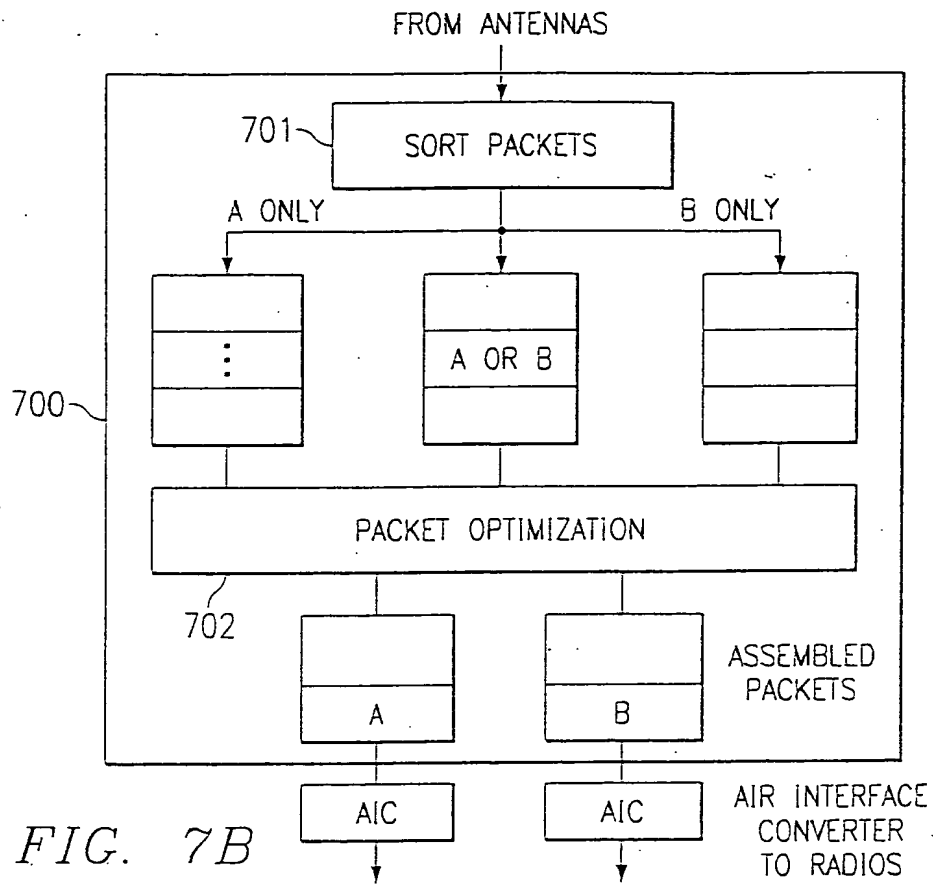 FROM ANTENNAS
701
SORT PACKETS
A ONLY
B ONLY
A OR B
700
PACKET OPTIMIZATION
702
ASSEMBLED
PACKETS
A
B
AIC
AIC
AIR INTERFACE
CONVERTER
TO RADIOS
FIG. 7B